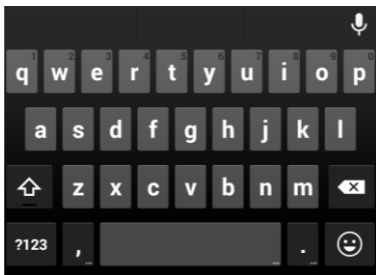 1 2 3 4 5 6 7 8 9 0
q w e r t y u i o p
a s d f g h j k l
z x c v b n m
?123 , .